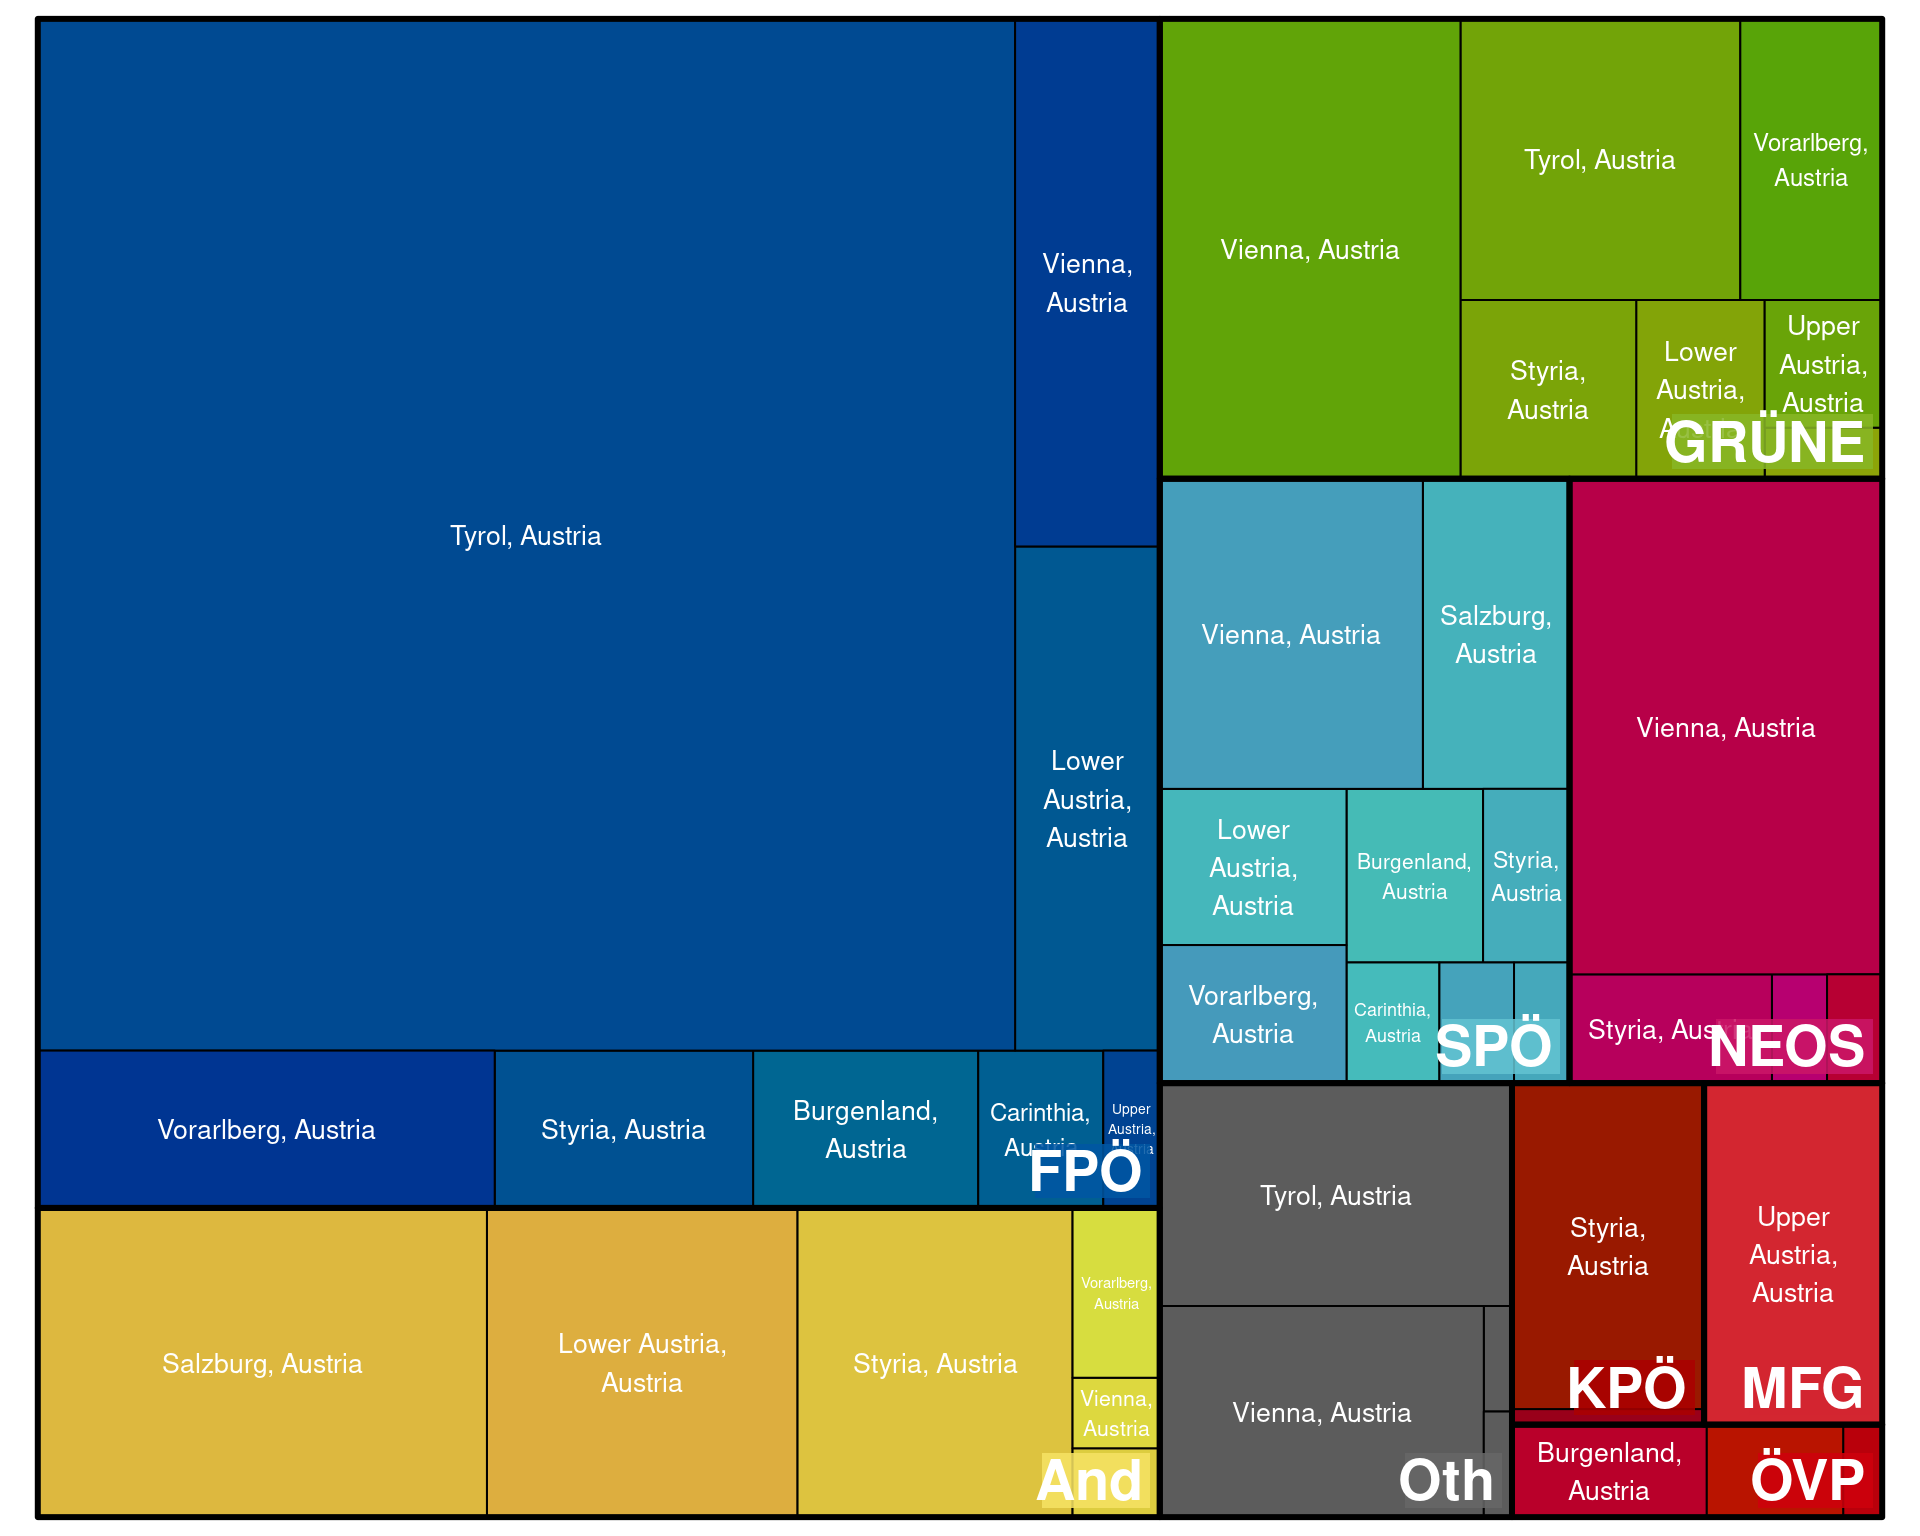 Tyrol, Austria
Vienna,
Austria
Lower
Austria,
Austria
Vorarlberg, Austria
Styria, Austria
Burgenland,
Austria
Carinthia,
Austria
Upper
Austria,
FPÖ
Salzburg, Austria
Lower Austria,
Austria
Styria, Austria
Vorarlberg,
Austria
Vienna,
Austria
And
Vienna, Austria
Tyrol, Austria
Vorarlberg,
Austria
Styria,
Austria
Lower
Austria,
Upper
Austria,
Austria
GRÜNE
Vienna, Austria
Salzburg,
Austria
Lower
Austria,
Austria
Burgenland,
Austria
Styria,
Austria
Vorarlberg,
Austria
Carinthia,
Austria
SPÖ
Vienna, Austria
Styria, Austria
NEOS
Tyrol, Austria
Vienna, Austria
Oth
Styria,
Austria
KPÖ
Upper
Austria,
Austria
MFG
Burgenland,
Austria
ÖVP